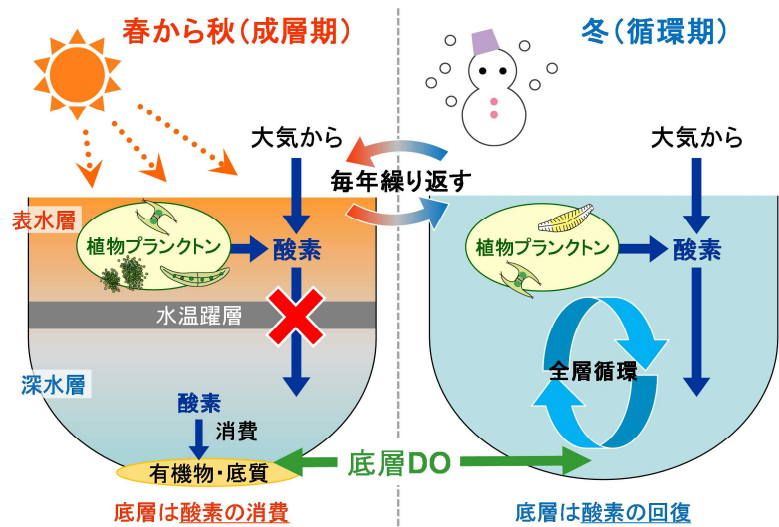 春から秋(成層期)
冬(循環期)
大気から
大気から
毎年繰り返す
表水層
植物プランクトン
酸素
植物プランクトン
酸素
水温躍層
全層循環
深水層
酸素
消費
有機物・底質
底層DO
底層は酸素の消費
底層は酸素の回復